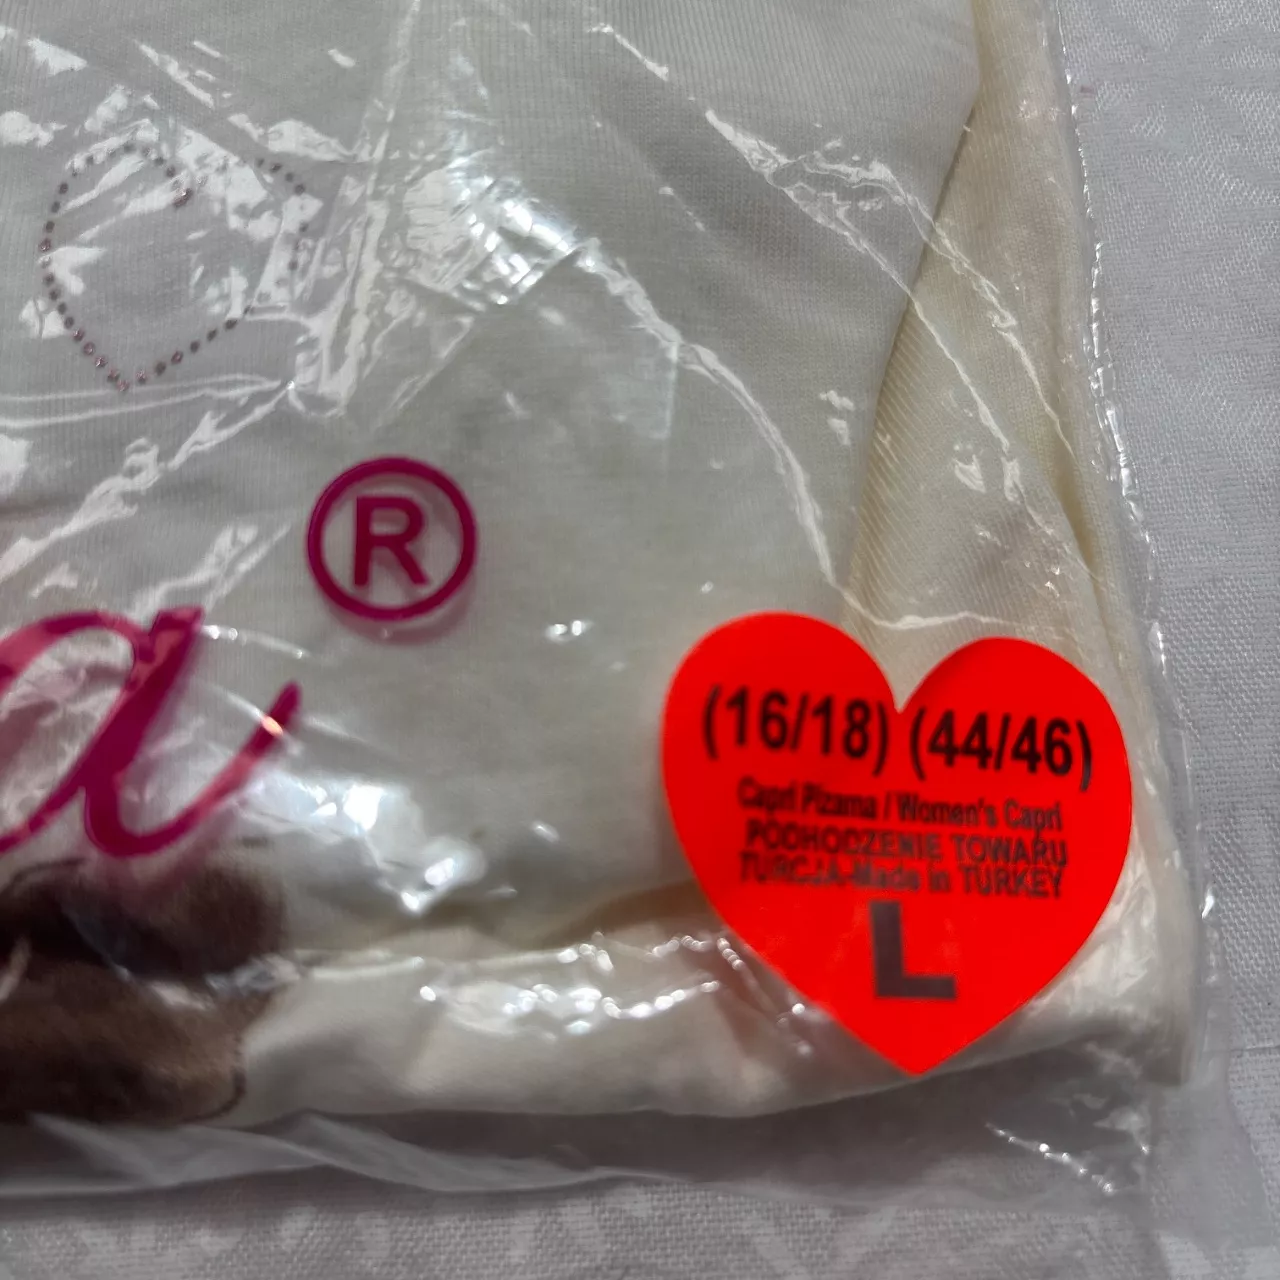 ®
a
(16/18) (44/46)
Capri Pizama / Women's Capri
POCHODZENIE TOWARU
TURCJA-Made in TURKEY
L